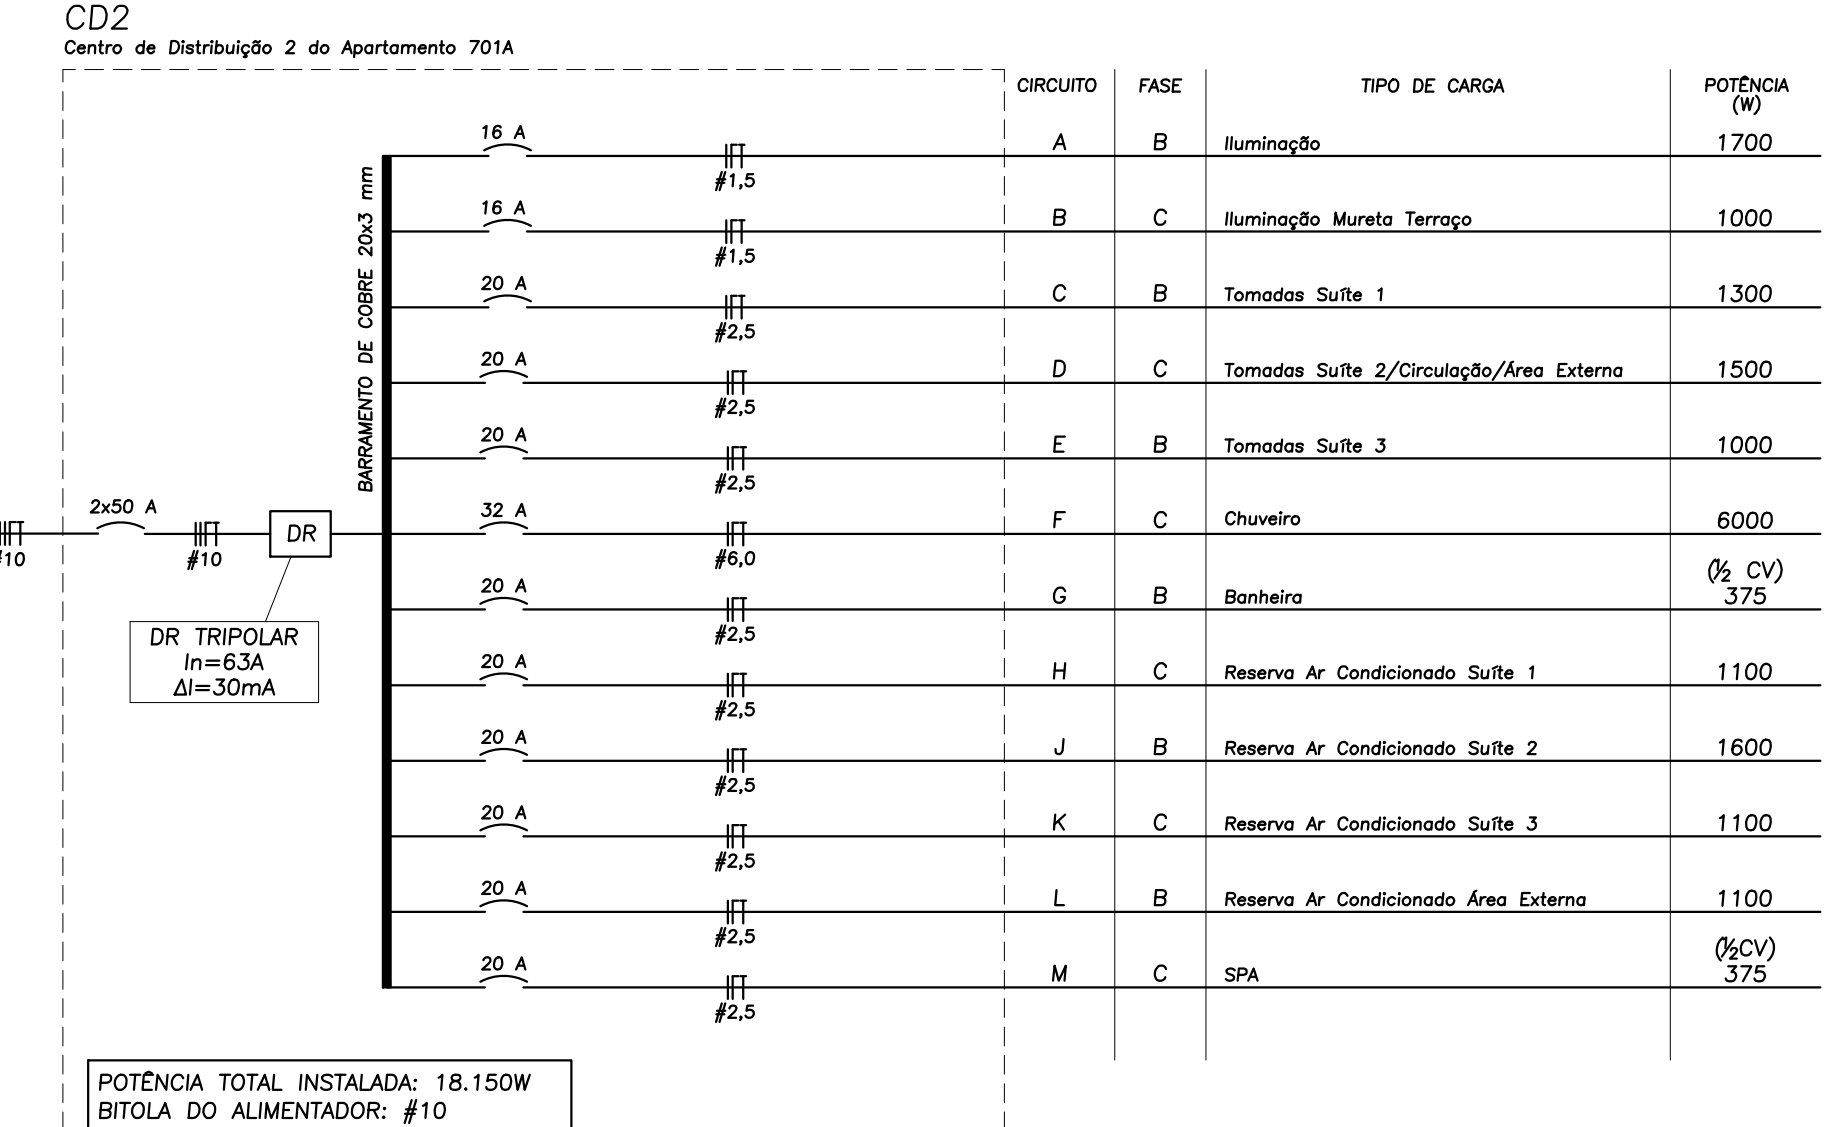 CD2
Centro de Distribuição 2 do Apartamento 701A
CIRCUITO FASE TIPO DE CARGA POTÊNCIA
(W)
BARRAMENTO DE COBRE 20x3 mm
16 A #1,5 A B Iluminação 1700
16 A #1,5 B C Iluminação Mureta Terraço 1000
20 A #2,5 C B Tomadas Suíte 1 1300
20 A #2,5 D C Tomadas Suíte 2/Circulação/Área Externa 1500
20 A #2,5 E B Tomadas Suíte 3 1000
#10 2x50 A #10 DR
32 A #6,0 F C Chuveiro 6000
(½ CV)
20 A #2,5 G B Banheira 375
DR TRIPOLAR
In=63A
ΔI=30mA
20 A #2,5 H C Reserva Ar Condicionado Suíte 1 1100
20 A #2,5 J B Reserva Ar Condicionado Suíte 2 1600
20 A #2,5 K C Reserva Ar Condicionado Suíte 3 1100
20 A #2,5 L B Reserva Ar Condicionado Área Externa 1100
(½CV)
20 A #2,5 M C SPA 375
POTÊNCIA TOTAL INSTALADA: 18.150W
BITOLA DO ALIMENTADOR: #10